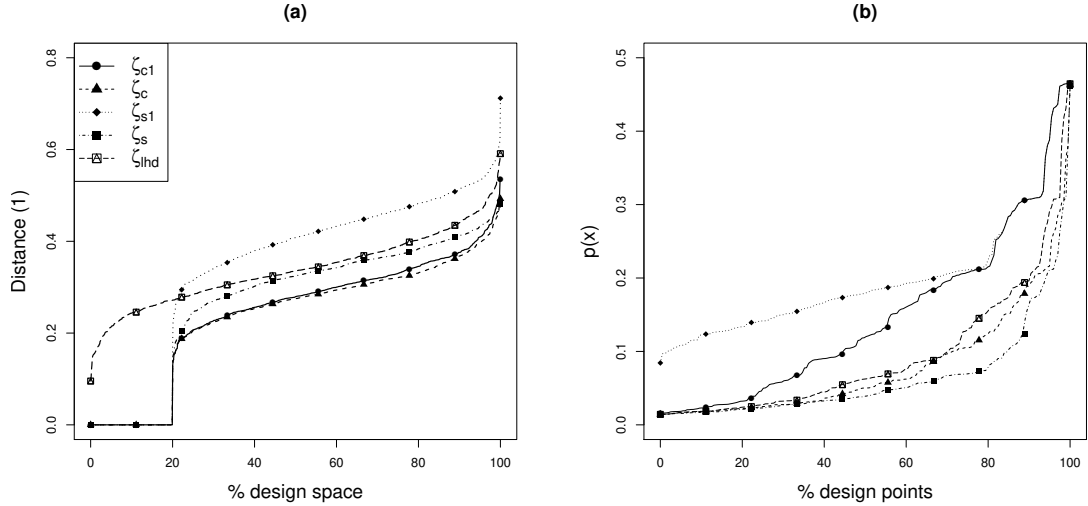 (a)
Distance (1)
0.0
0.2
0.4
0.6
0.8
ζc1
ζc
ζs1
ζs
ζlhd
0 20 40 60 80 100
% design space
(b)
p(x)
0.0
0.1
0.2
0.3
0.4
0.5
0 20 40 60 80 100
% design points